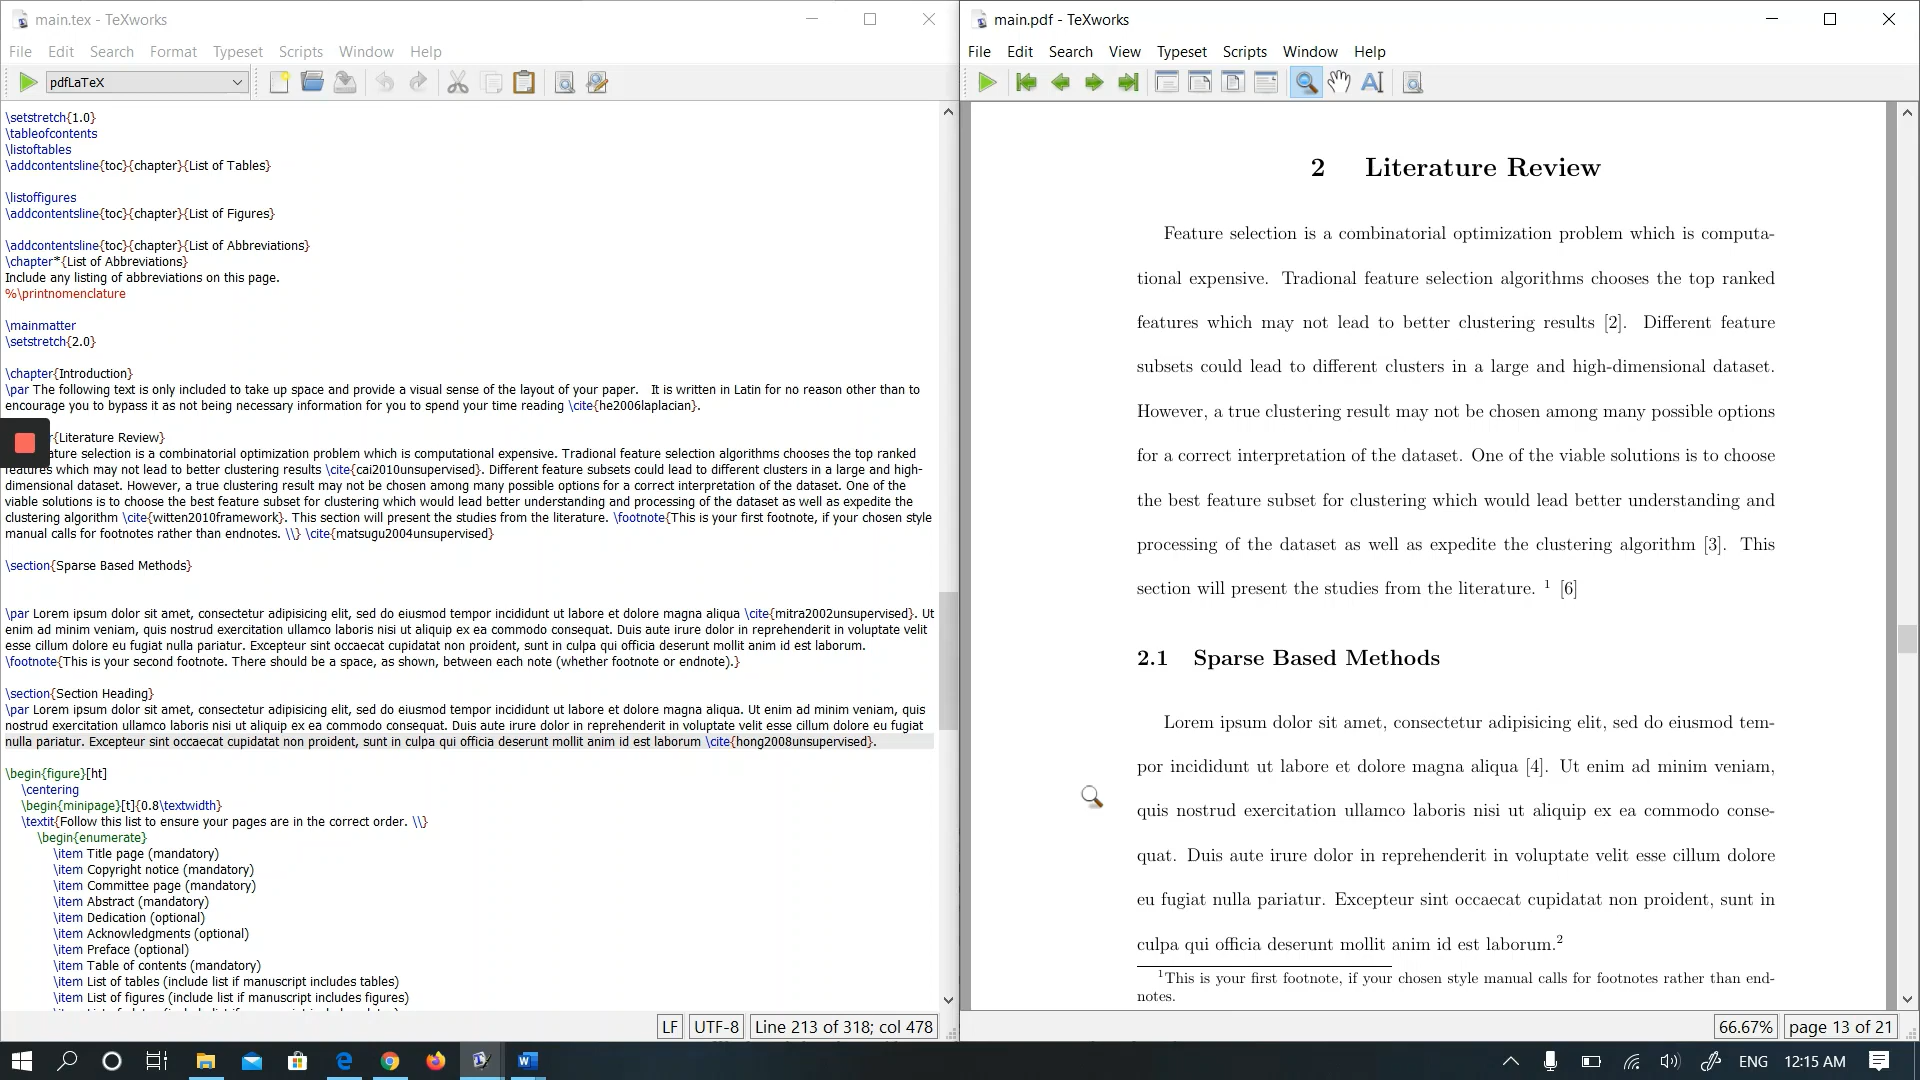 main.tex - TeXworks
File Edit Search Format Typeset Scripts Window Help
pdfLaTeX
\setstretch{1.0}
\tableofcontents
\listoftables
\addcontentsline{toc}{chapter}{List of Tables}
\listoffigures
\addcontentsline{toc}{chapter}{List of Figures}
\addcontentsline{toc}{chapter}{List of Abbreviations}
\chapter*{List of Abbreviations}
Include any listing of abbreviations on this page.
%\printnomenclature
\mainmatter
\setstretch{2.0}
\chapter{Introduction}
\par The following text is only included to take up space and provide a visual sense of the layout of your paper. It is written in Latin for no reason other than to
encourage you to bypass it as not being necessary information for you to spend your time reading \cite{he2006laplacian}.
r{Literature Review}
ature selection is a combinatorial optimization problem which is computational expensive. Tradional feature selection algorithms chooses the top ranked
features which may not lead to better clustering results \cite{cai2010unsupervised}. Different feature subsets could lead to different clusters in a large and high-
dimensional dataset. However, a true clustering result may not be chosen among many possible options for a correct interpretation of the dataset. One of the
viable solutions is to choose the best feature subset for clustering which would lead better understanding and processing of the dataset as well as expedite the
clustering algorithm \cite{witten2010framework}. This section will present the studies from the literature. \footnote{This is your first footnote, if your chosen style
manual calls for footnotes rather than endnotes. \\} \cite{matsugu2004unsupervised}
\section{Sparse Based Methods}
\par Lorem ipsum dolor sit amet, consectetur adipisicing elit, sed do eiusmod tempor incididunt ut labore et dolore magna aliqua \cite{mitra2002unsupervised}. Ut
enim ad minim veniam, quis nostrud exercitation ullamco laboris nisi ut aliquip ex ea commodo consequat. Duis aute irure dolor in reprehenderit in voluptate velit
esse cillum dolore eu fugiat nulla pariatur. Excepteur sint occaecat cupidatat non proident, sunt in culpa qui officia deserunt mollit anim id est laborum.
\footnote{This is your second footnote. There should be a space, as shown, between each note (whether footnote or endnote).}
\section{Section Heading}
\par Lorem ipsum dolor sit amet, consectetur adipisicing elit, sed do eiusmod tempor incididunt ut labore et dolore magna aliqua. Ut enim ad minim veniam, quis
nostrud exercitation ullamco laboris nisi ut aliquip ex ea commodo consequat. Duis aute irure dolor in reprehenderit in voluptate velit esse cillum dolore eu fugiat
nulla pariatur. Excepteur sint occaecat cupidatat non proident, sunt in culpa qui officia deserunt mollit anim id est laborum \cite{hong2008unsupervised}.
\begin{figure}[ht]
\centering
\begin{minipage}[t]{0.8\textwidth}
\textit{Follow this list to ensure your pages are in the correct order. \\}
\begin{enumerate}
\item Title page (mandatory)
\item Copyright notice (mandatory)
\item Committee page (mandatory)
\item Abstract (mandatory)
\item Dedication (optional)
\item Acknowledgments (optional)
\item Preface (optional)
\item Table of contents (mandatory)
\item List of tables (include list if manuscript includes tables)
\item List of figures (include list if manuscript includes figures)
LF UTF-8 Line 213 of 318; col 478
main.pdf - TeXworks
File Edit Search View Typeset Scripts Window Help
2 Literature Review
Feature selection is a combinatorial optimization problem which is computa-
tional expensive. Tradional feature selection algorithms chooses the top ranked
features which may not lead to better clustering results [2]. Different feature
subsets could lead to different clusters in a large and high-dimensional dataset.
However, a true clustering result may not be chosen among many possible options
for a correct interpretation of the dataset. One of the viable solutions is to choose
the best feature subset for clustering which would lead better understanding and
processing of the dataset as well as expedite the clustering algorithm [3]. This
section will present the studies from the literature. 1 [6]
2.1 Sparse Based Methods
Lorem ipsum dolor sit amet, consectetur adipisicing elit, sed do eiusmod tem-
por incididunt ut labore et dolore magna aliqua [4]. Ut enim ad minim veniam,
quis nostrud exercitation ullamco laboris nisi ut aliquip ex ea commodo conse-
quat. Duis aute irure dolor in reprehenderit in voluptate velit esse cillum dolore
eu fugiat nulla pariatur. Excepteur sint occaecat cupidatat non proident, sunt in
culpa qui officia deserunt mollit anim id est laborum.2
1This is your first footnote, if your chosen style manual calls for footnotes rather than end-
notes.
66.67% page 13 of 21
ENG 12:15 AM